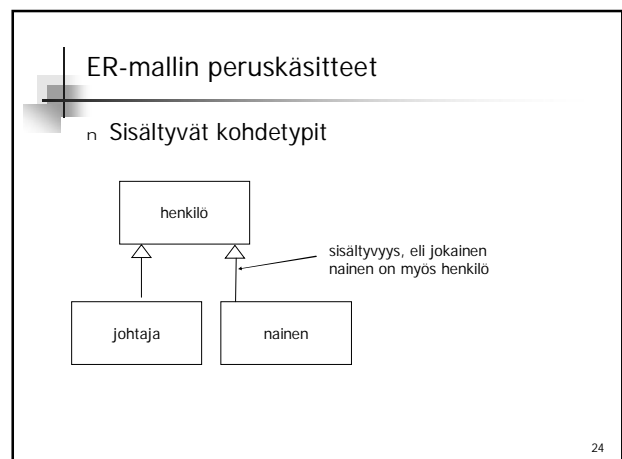 ER-mallin peruskäsitteet
n Sisältyvät kohdetypit
henkilö
sisältyvyys, eli jokainen
nainen on myös henkilö
johtaja
nainen
24